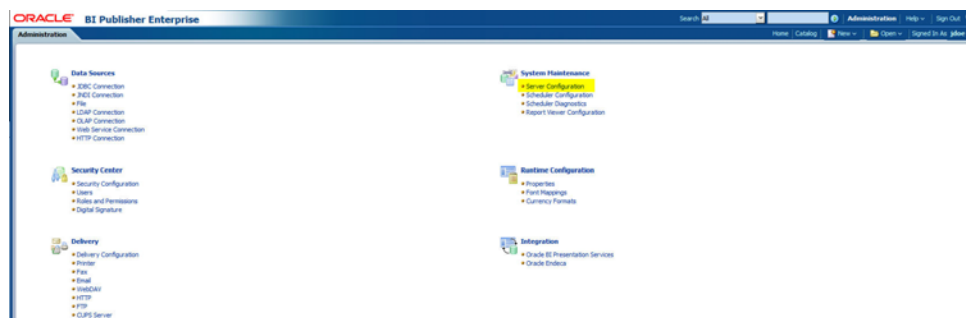 ORACLE BI Publisher Enterprise
Search All Administration Help Sign Out
Administration
Home Catalog New Open Signed In As jdoe
Data Sources
JDBC Connection
JNDI Connection
File
LDAP Connection
OLAP Connection
Web Service Connection
HTTP Connection
System Maintenance
Server Configuration
Scheduler Configuration
Scheduler Diagnostics
Report Viewer Configuration
Security Center
Security Configuration
Users
Roles and Permissions
Digital Signature
Runtime Configuration
Properties
Font Mappings
Currency Formats
Delivery
Delivery Configuration
Printer
Fax
Email
WebDAV
HTTP
FTP
CUPS Server
Integration
Oracle BI Presentation Services
Oracle Endeca